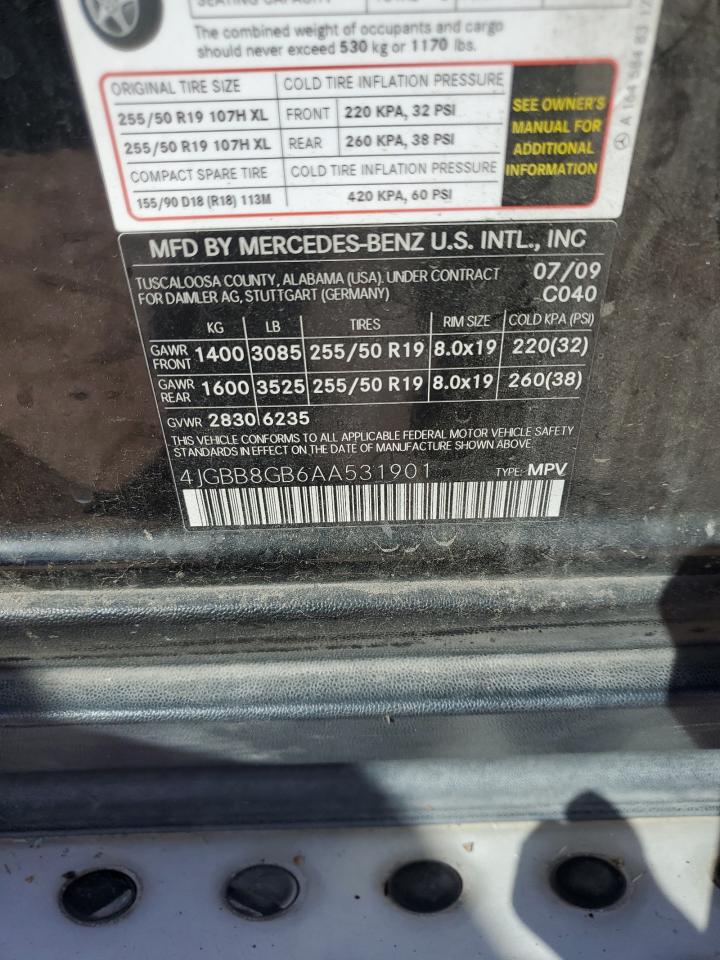 The combined weight of occupants and cargo
should never exceed 530 kg or 1170 lbs.
ORIGINAL TIRE SIZE COLD TIRE INFLATION PRESSURE
255/50 R19 107H XL FRONT 220 KPA, 32 PSI
255/50 R19 107H XL REAR 260 KPA, 38 PSI
COMPACT SPARE TIRE COLD TIRE INFLATION PRESSURE
155/90 D18 (R18) 113M 420 KPA, 60 PSI
SEE OWNER'S
MANUAL FOR
ADDITIONAL
INFORMATION
A 164 584 83
MFD BY MERCEDES-BENZ U.S. INTL., INC
TUSCALOOSA COUNTY, ALABAMA (USA). UNDER CONTRACT 07/09
FOR DAIMLER AG, STUTTGART (GERMANY) C040
KG LB TIRES RIM SIZE COLD KPA (PSI)
GAWR FRONT 1400 3085 255/50 R19 8.0x19 220(32)
GAWR REAR 1600 3525 255/50 R19 8.0x19 260(38)
GVWR 2830 6235
THIS VEHICLE CONFORMS TO ALL APPLICABLE FEDERAL MOTOR VEHICLE SAFETY
STANDARDS IN EFFECT ON THE DATE OF MANUFACTURE SHOWN ABOVE.
4JGBB8GB6AA531901 TYPE: MPV